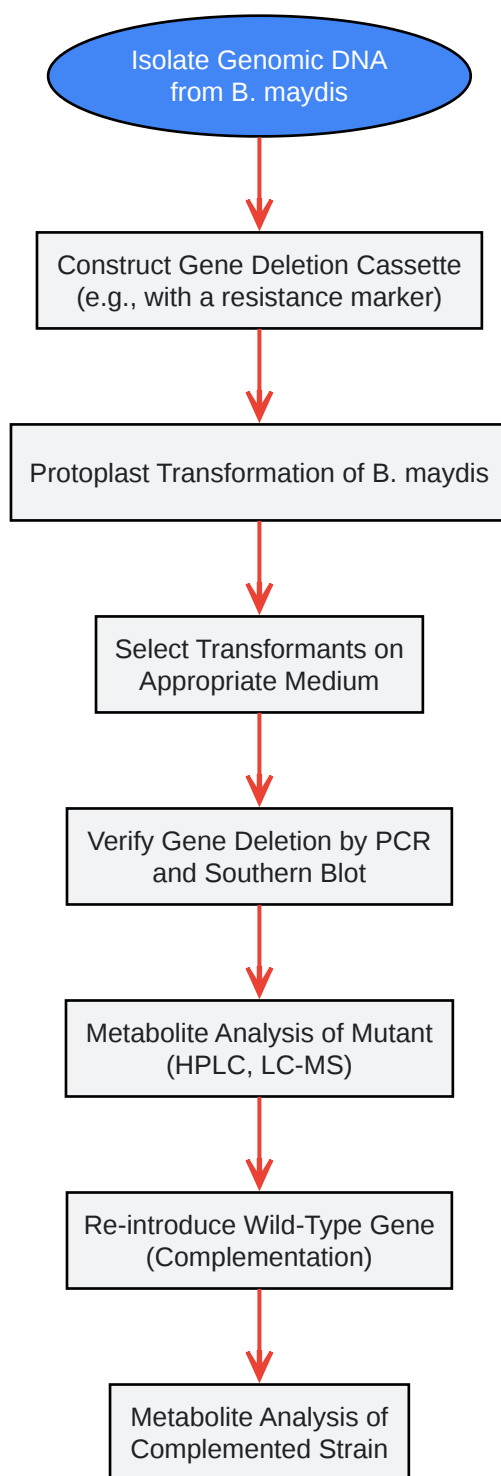 Isolate Genomic DNA
from B. maydis
Construct Gene Deletion Cassette
(e.g., with a resistance marker)
Protoplast Transformation of B. maydis
Select Transformants on
Appropriate Medium
Verify Gene Deletion by PCR
and Southern Blot
Metabolite Analysis of Mutant
(HPLC, LC-MS)
Re-introduce Wild-Type Gene
(Complementation)
Metabolite Analysis of
Complemented Strain